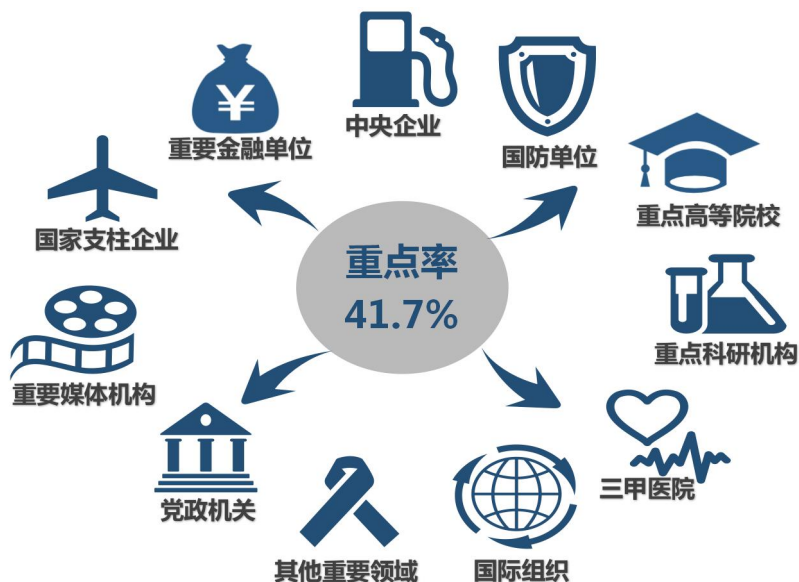 中央企业
重要金融单位
国防单位
重点高等院校
国家支柱企业
重点率
41.7%
重点科研机构
重要媒体机构
三甲医院
党政机关
其他重要领域
国际组织
¥